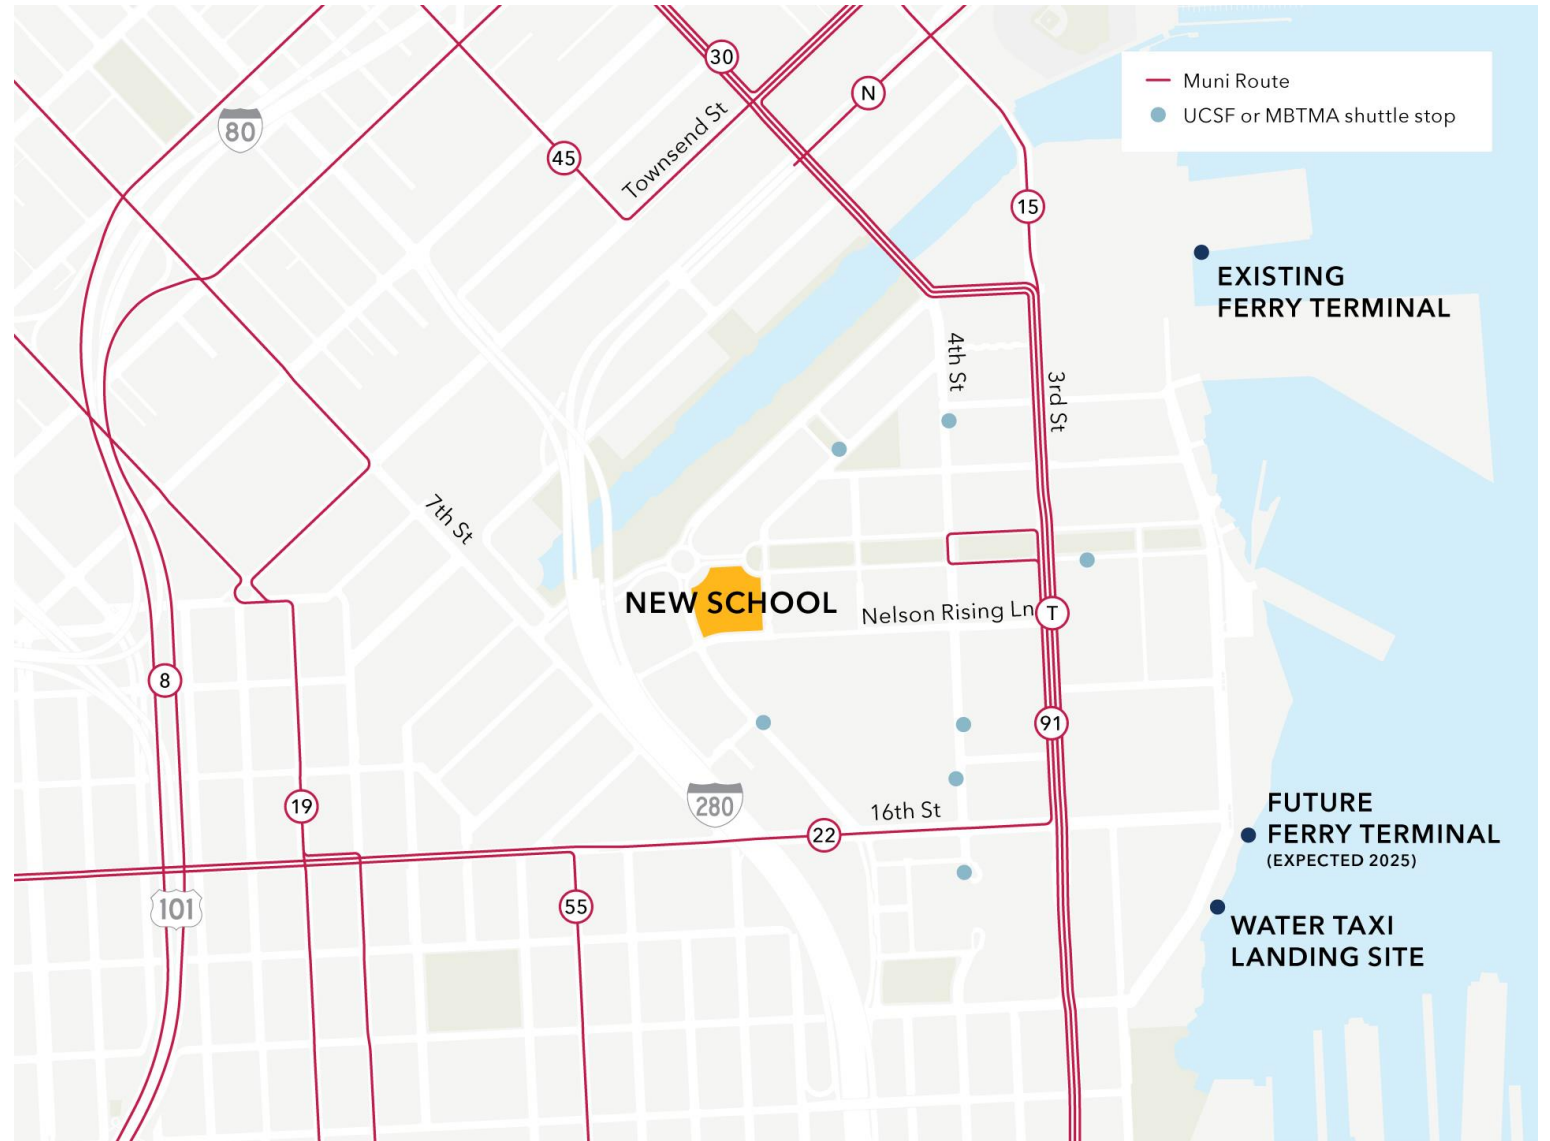 30
N
Muni Route
UCSF or MBTMA shuttle stop
80
45
Townsend St
15
EXISTING
FERRY TERMINAL
4th St
3rd St
7th St
NEW SCHOOL
Nelson Rising Ln
T
8
91
280
19
16th St
22
FUTURE
FERRY TERMINAL
(EXPECTED 2025)
101
55
WATER TAXI
LANDING SITE